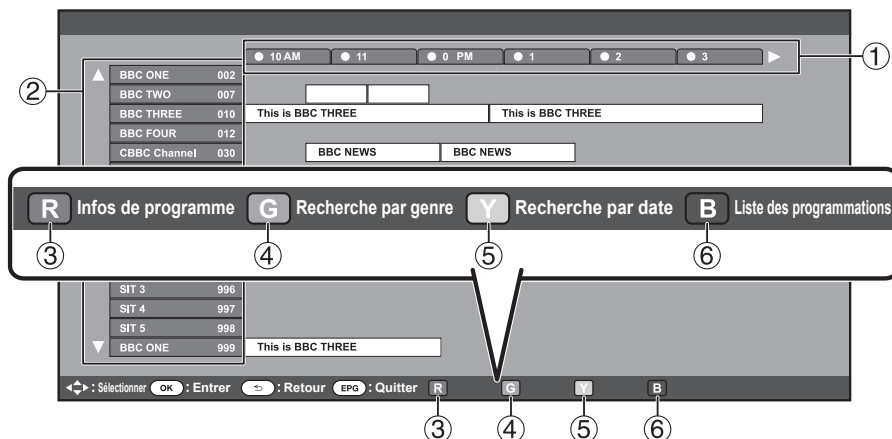 10 AM 11 0 PM 1 2 3 ①
② BBC ONE 002
BBC TWO 007
BBC THREE 010 This is BBC THREE This is BBC THREE
BBC FOUR 012
CBBC Channel 030 BBC NEWS BBC NEWS
R Infos de programme G Recherche par genre Y Recherche par date B Liste des programmations
③ ④ ⑤ ⑥
SIT 3 996
SIT 4 997
SIT 5 998
BBC ONE 999 This is BBC THREE
: Sélectionner OK : Entrer : Retour EPG : Quitter R G Y B
③ ④ ⑤ ⑥